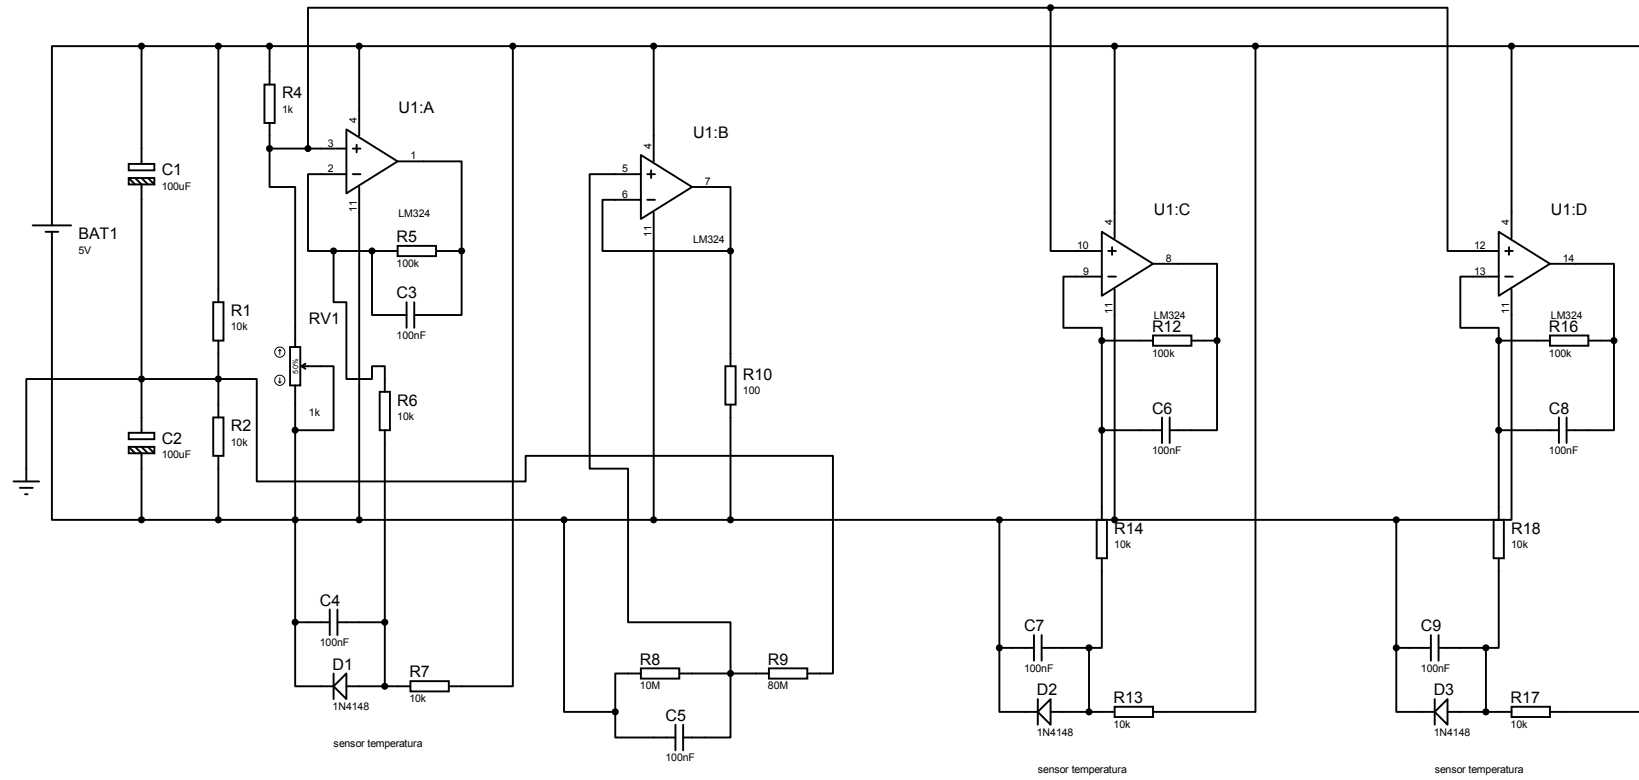 R4
1k
U1:A
4
3
2
1
11
LM324
R5
100k
C3
100nF
RV1
50%
1k
R6
10k
C1
100uF
BAT1
5V
R1
10k
C2
100uF
R2
10k
C4
100nF
D1
1N4148
R7
10k
sensor temperatura
U1:B
4
5
6
7
11
LM324
R10
100
R8
10M
R9
80M
C5
100nF
U1:C
4
10
9
8
11
LM324
R12
100k
C6
100nF
R14
10k
C7
100nF
D2
1N4148
R13
10k
sensor temperatura
U1:D
4
12
13
14
11
LM324
R16
100k
C8
100nF
R18
10k
C9
100nF
D3
1N4148
R17
10k
sensor temperatura